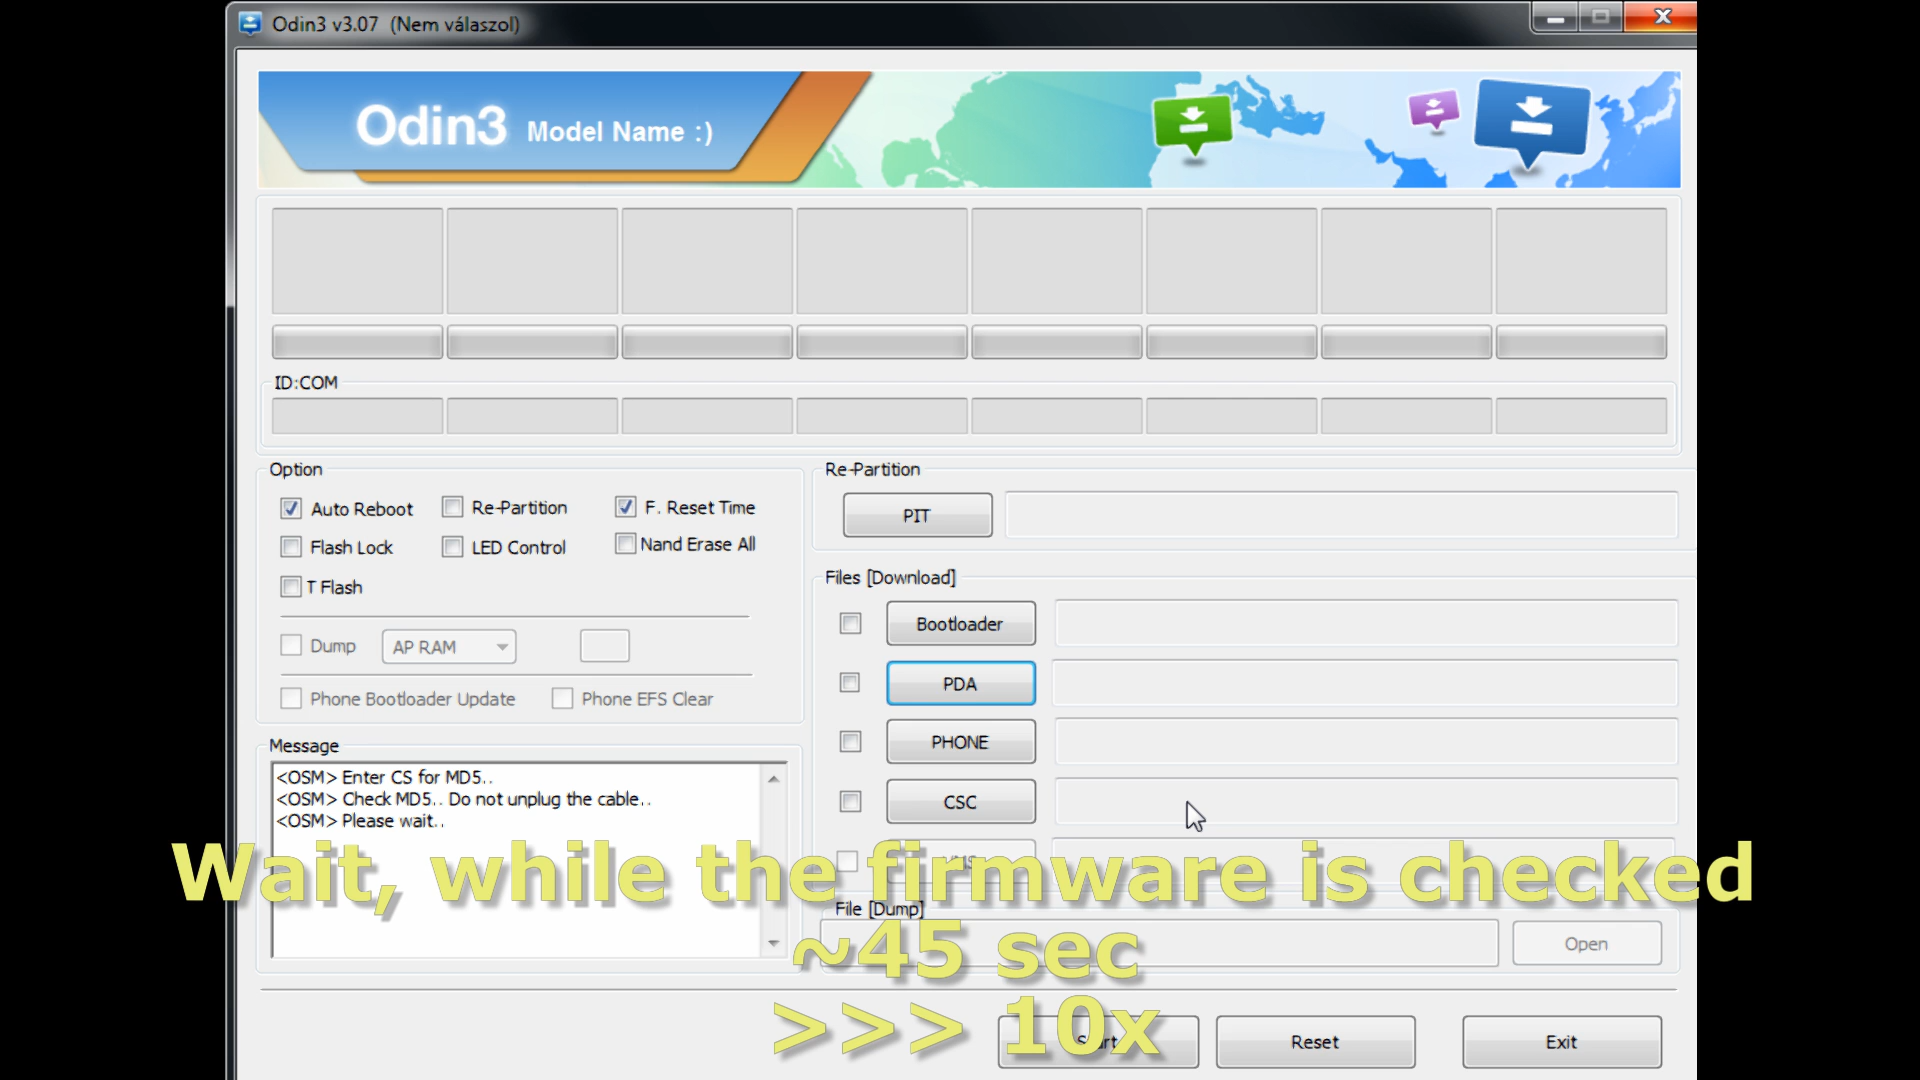 Odin3 v3.07 (Nem válaszol)
Odin3 Model Name :)
ID:COM
Option
Auto Reboot
Re-Partition
F. Reset Time
Flash Lock
LED Control
Nand Erase All
T Flash
Dump
AP RAM
Phone Bootloader Update
Phone EFS Clear
Message
<OSM> Enter CS for MD5..
<OSM> Check MD5.. Do not unplug the cable..
<OSM> Please wait..
Re-Partition
PIT
Files [Download]
Bootloader
PDA
PHONE
CSC
File [Dump]
Open
Reset
Exit
Wait, while the firmware is checked
~45 sec
>>> 10x